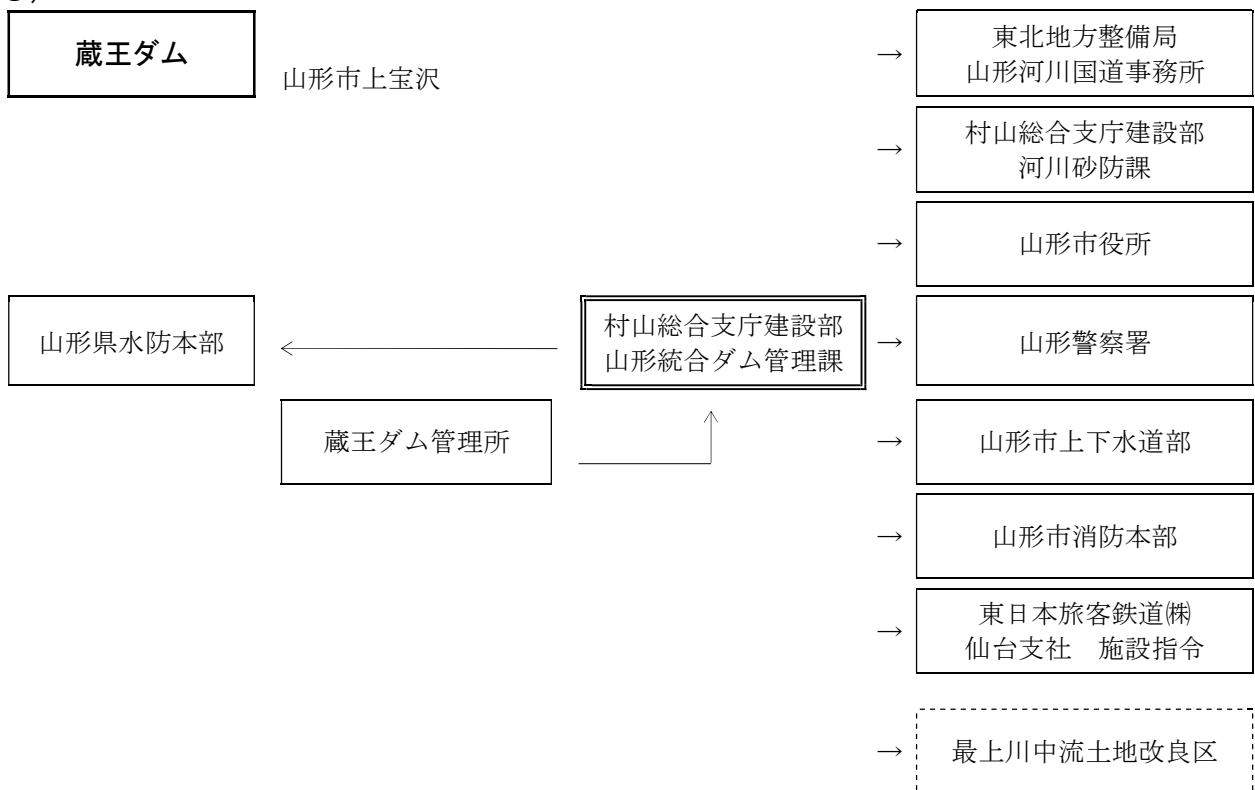 蔵王ダム
山形市上宝沢
→
東北地方整備局
山形河川国道事務所
→
村山総合支庁建設部
河川砂防課
→
山形市役所
山形県水防本部
村山総合支庁建設部
山形統合ダム管理課
→
山形警察署
蔵王ダム管理所
→
山形市上下水道部
→
山形市消防本部
→
東日本旅客鉄道㈱
仙台支社　施設指令
→
最上川中流土地改良区